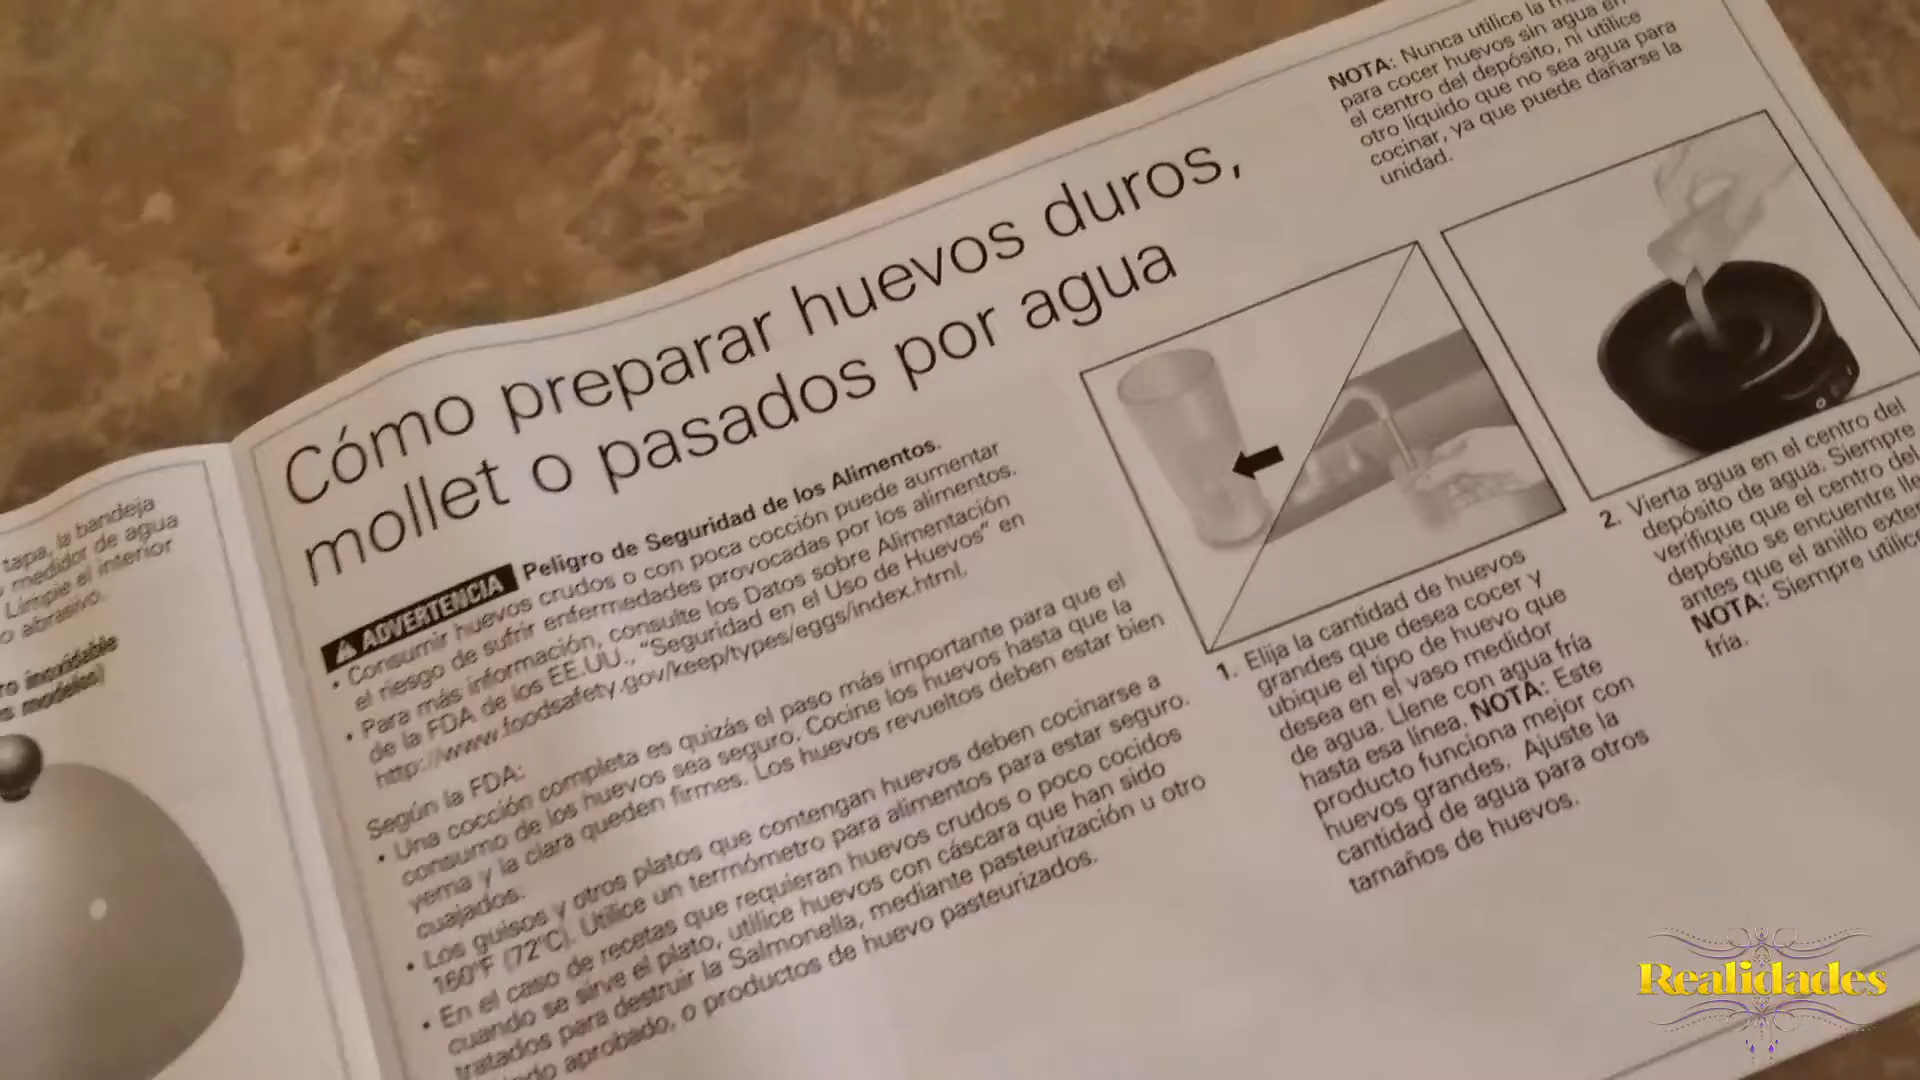 tapa, la bandeja
medidor de agua
Limpie el interior
o abrasivo.
inoxidable
modelos)
Cómo preparar huevos duros,
mollet o pasados por agua
ADVERTENCIA Peligro de Seguridad de los Alimentos.
• Consumir huevos crudos o con poca cocción puede aumentar
el riesgo de sufrir enfermedades provocadas por los alimentos.
• Para más información, consulte los Datos sobre Alimentación
de la FDA de los EE.UU., "Seguridad en el Uso de Huevos" en
http://www.foodsafety.gov/keep/types/eggs/index.html.
Según la FDA:
• Una cocción completa es quizás el paso más importante para que el
consumo de los huevos sea seguro. Cocine los huevos hasta que la
yema y la clara queden firmes. Los huevos revueltos deben estar bien
cuajados.
• Los guisos y otros platos que contengan huevos deben cocinarse a
160°F (72°C). Utilice un termómetro para alimentos para estar seguro.
• En el caso de recetas que requieran huevos crudos o poco cocidos
cuando se sirve el plato, utilice huevos con cáscara que han sido
tratados para destruir la Salmonella, mediante pasteurización u otro
aprobado, o productos de huevo pasteurizados.
NOTA: Nunca utilice la
para cocer huevos sin agua en
el centro del depósito, ni utilice
otro líquido que no sea agua para
cocinar, ya que puede dañarse la
unidad.
1. Elija la cantidad de huevos
grandes que desea cocer y
ubique el tipo de huevo que
desea en el vaso medidor
de agua. Llene con agua fría
hasta esa línea. NOTA: Este
producto funciona mejor con
huevos grandes. Ajuste la
cantidad de agua para otros
tamaños de huevos.
2. Vierta agua en el centro del
depósito de agua. Siempre
verifique que el centro del
depósito se encuentre
antes que el anillo
NOTA: Siempre utilice
fría.
Realidades